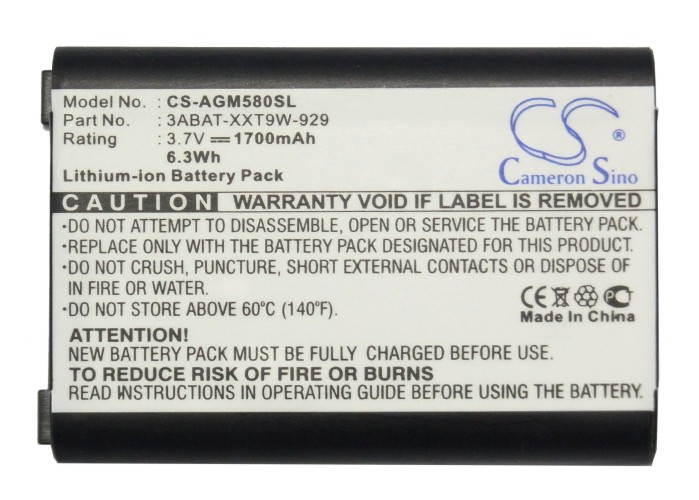 Model No. : CS-AGM580SL
Part No. : 3ABAT-XXT9W-929
Rating : 3.7V ⎓ 1700mAh
6.3Wh
Lithium-ion Battery Pack
CS
®
Cameron Sino
CAUTION WARRANTY VOID IF LABEL IS REMOVED
•DO NOT ATTEMPT TO DISASSEMBLE, OPEN OR SERVICE THE BATTERY PACK.
•REPLACE ONLY WITH THE BATTERY PACK DESIGNATED FOR THIS PRODUCT.
•DO NOT CRUSH, PUNCTURE, SHORT EXTERNAL CONTACTS OR DISPOSE OF
IN FIRE OR WATER.
•DO NOT STORE ABOVE 60°C (140°F).
CE PCT
Made In China
ATTENTION!
NEW BATTERY PACK MUST BE FULLY CHARGED BEFORE USE
TO REDUCE RISK OF FIRE OR BURNS
READ INSTRUCTIONS IN OPERATING GUIDE BEFORE USING THE BATTERY.